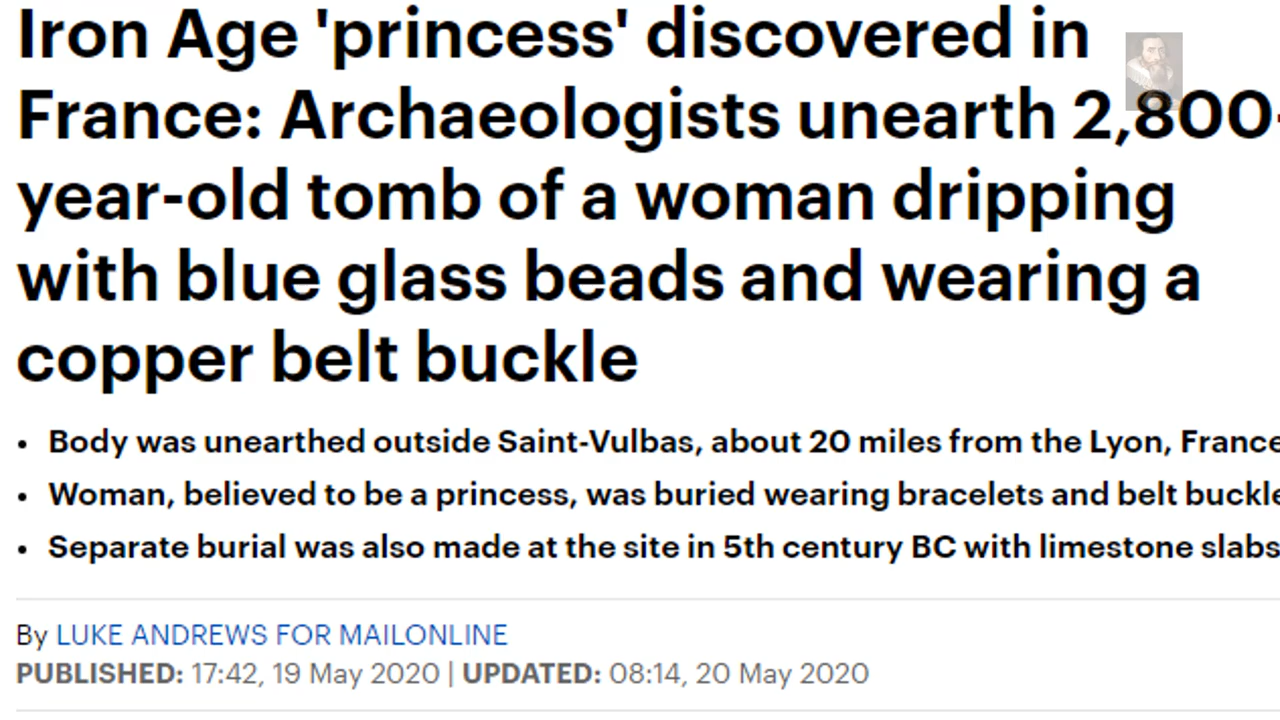 Iron Age 'princess' discovered in
France: Archaeologists unearth 2,800-
year-old tomb of a woman dripping
with blue glass beads and wearing a
copper belt buckle
• Body was unearthed outside Saint-Vulbas, about 20 miles from the Lyon, France
• Woman, believed to be a princess, was buried wearing bracelets and belt buckle
• Separate burial was also made at the site in 5th century BC with limestone slabs
By LUKE ANDREWS FOR MAILONLINE
PUBLISHED: 17:42, 19 May 2020 | UPDATED: 08:14, 20 May 2020